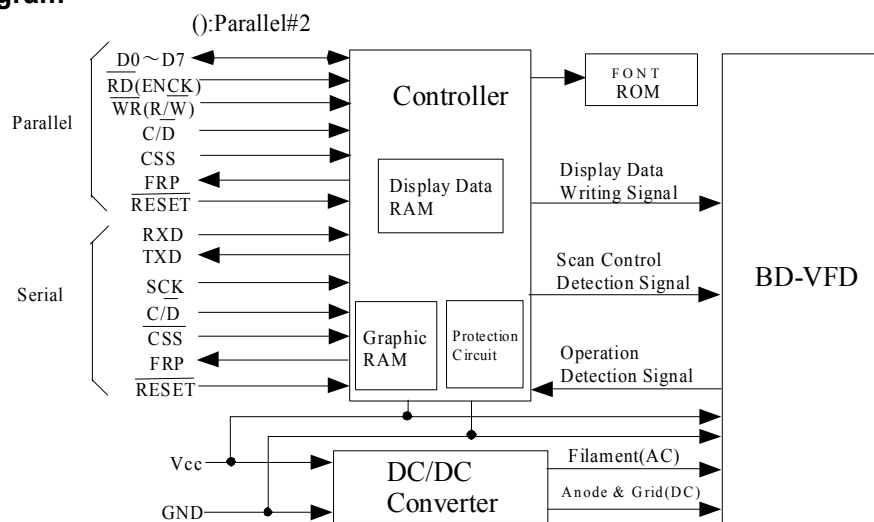 gram
():Parallel#2
Parallel
D0～D7
RD(ENCK)
WR(R/W)
C/D
CSS
FRP
RESET
Serial
RXD
TXD
SCK
C/D
CSS
FRP
RESET
Vcc
GND
Controller
Display Data
RAM
Graphic
RAM
Protection
Circuit
DC/DC
Converter
FONT
ROM
Display Data
Writing Signal
Scan Control
Detection Signal
Operation
Detection Signal
Filament(AC)
Anode & Grid(DC)
BD-VFD